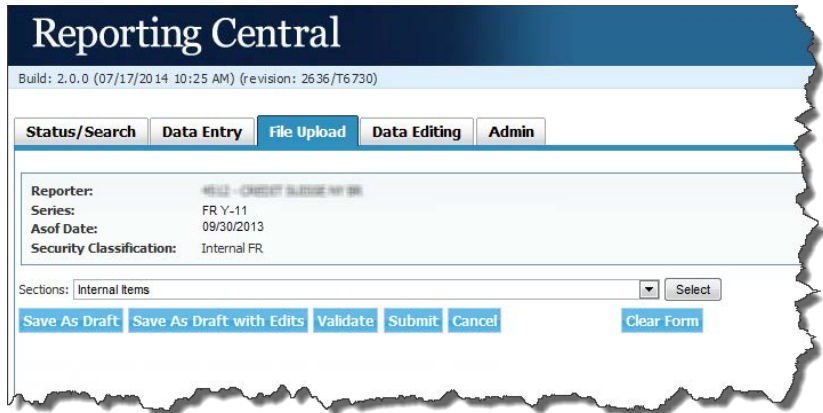 Reporting Central
Build: 2.0.0 (07/17/2014 10:25 AM) (revision: 2636/T6730)
Status/Search Data Entry File Upload Data Editing Admin
Reporter:
Series: FR Y-11
Asof Date: 09/30/2013
Security Classification: Internal FR
Sections: Internal Items Select
Save As Draft Save As Draft with Edits Validate Submit Cancel Clear Form